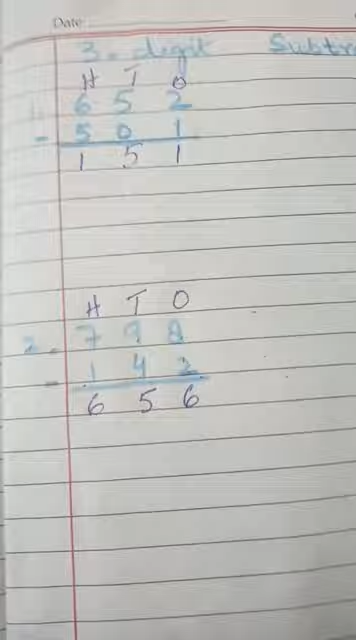 Date
3. digit Subtr
H T O
6 5 2
- 5 0 1
1 5 1
H T O
2. 7 9 8
- 1 4 2
6 5 6